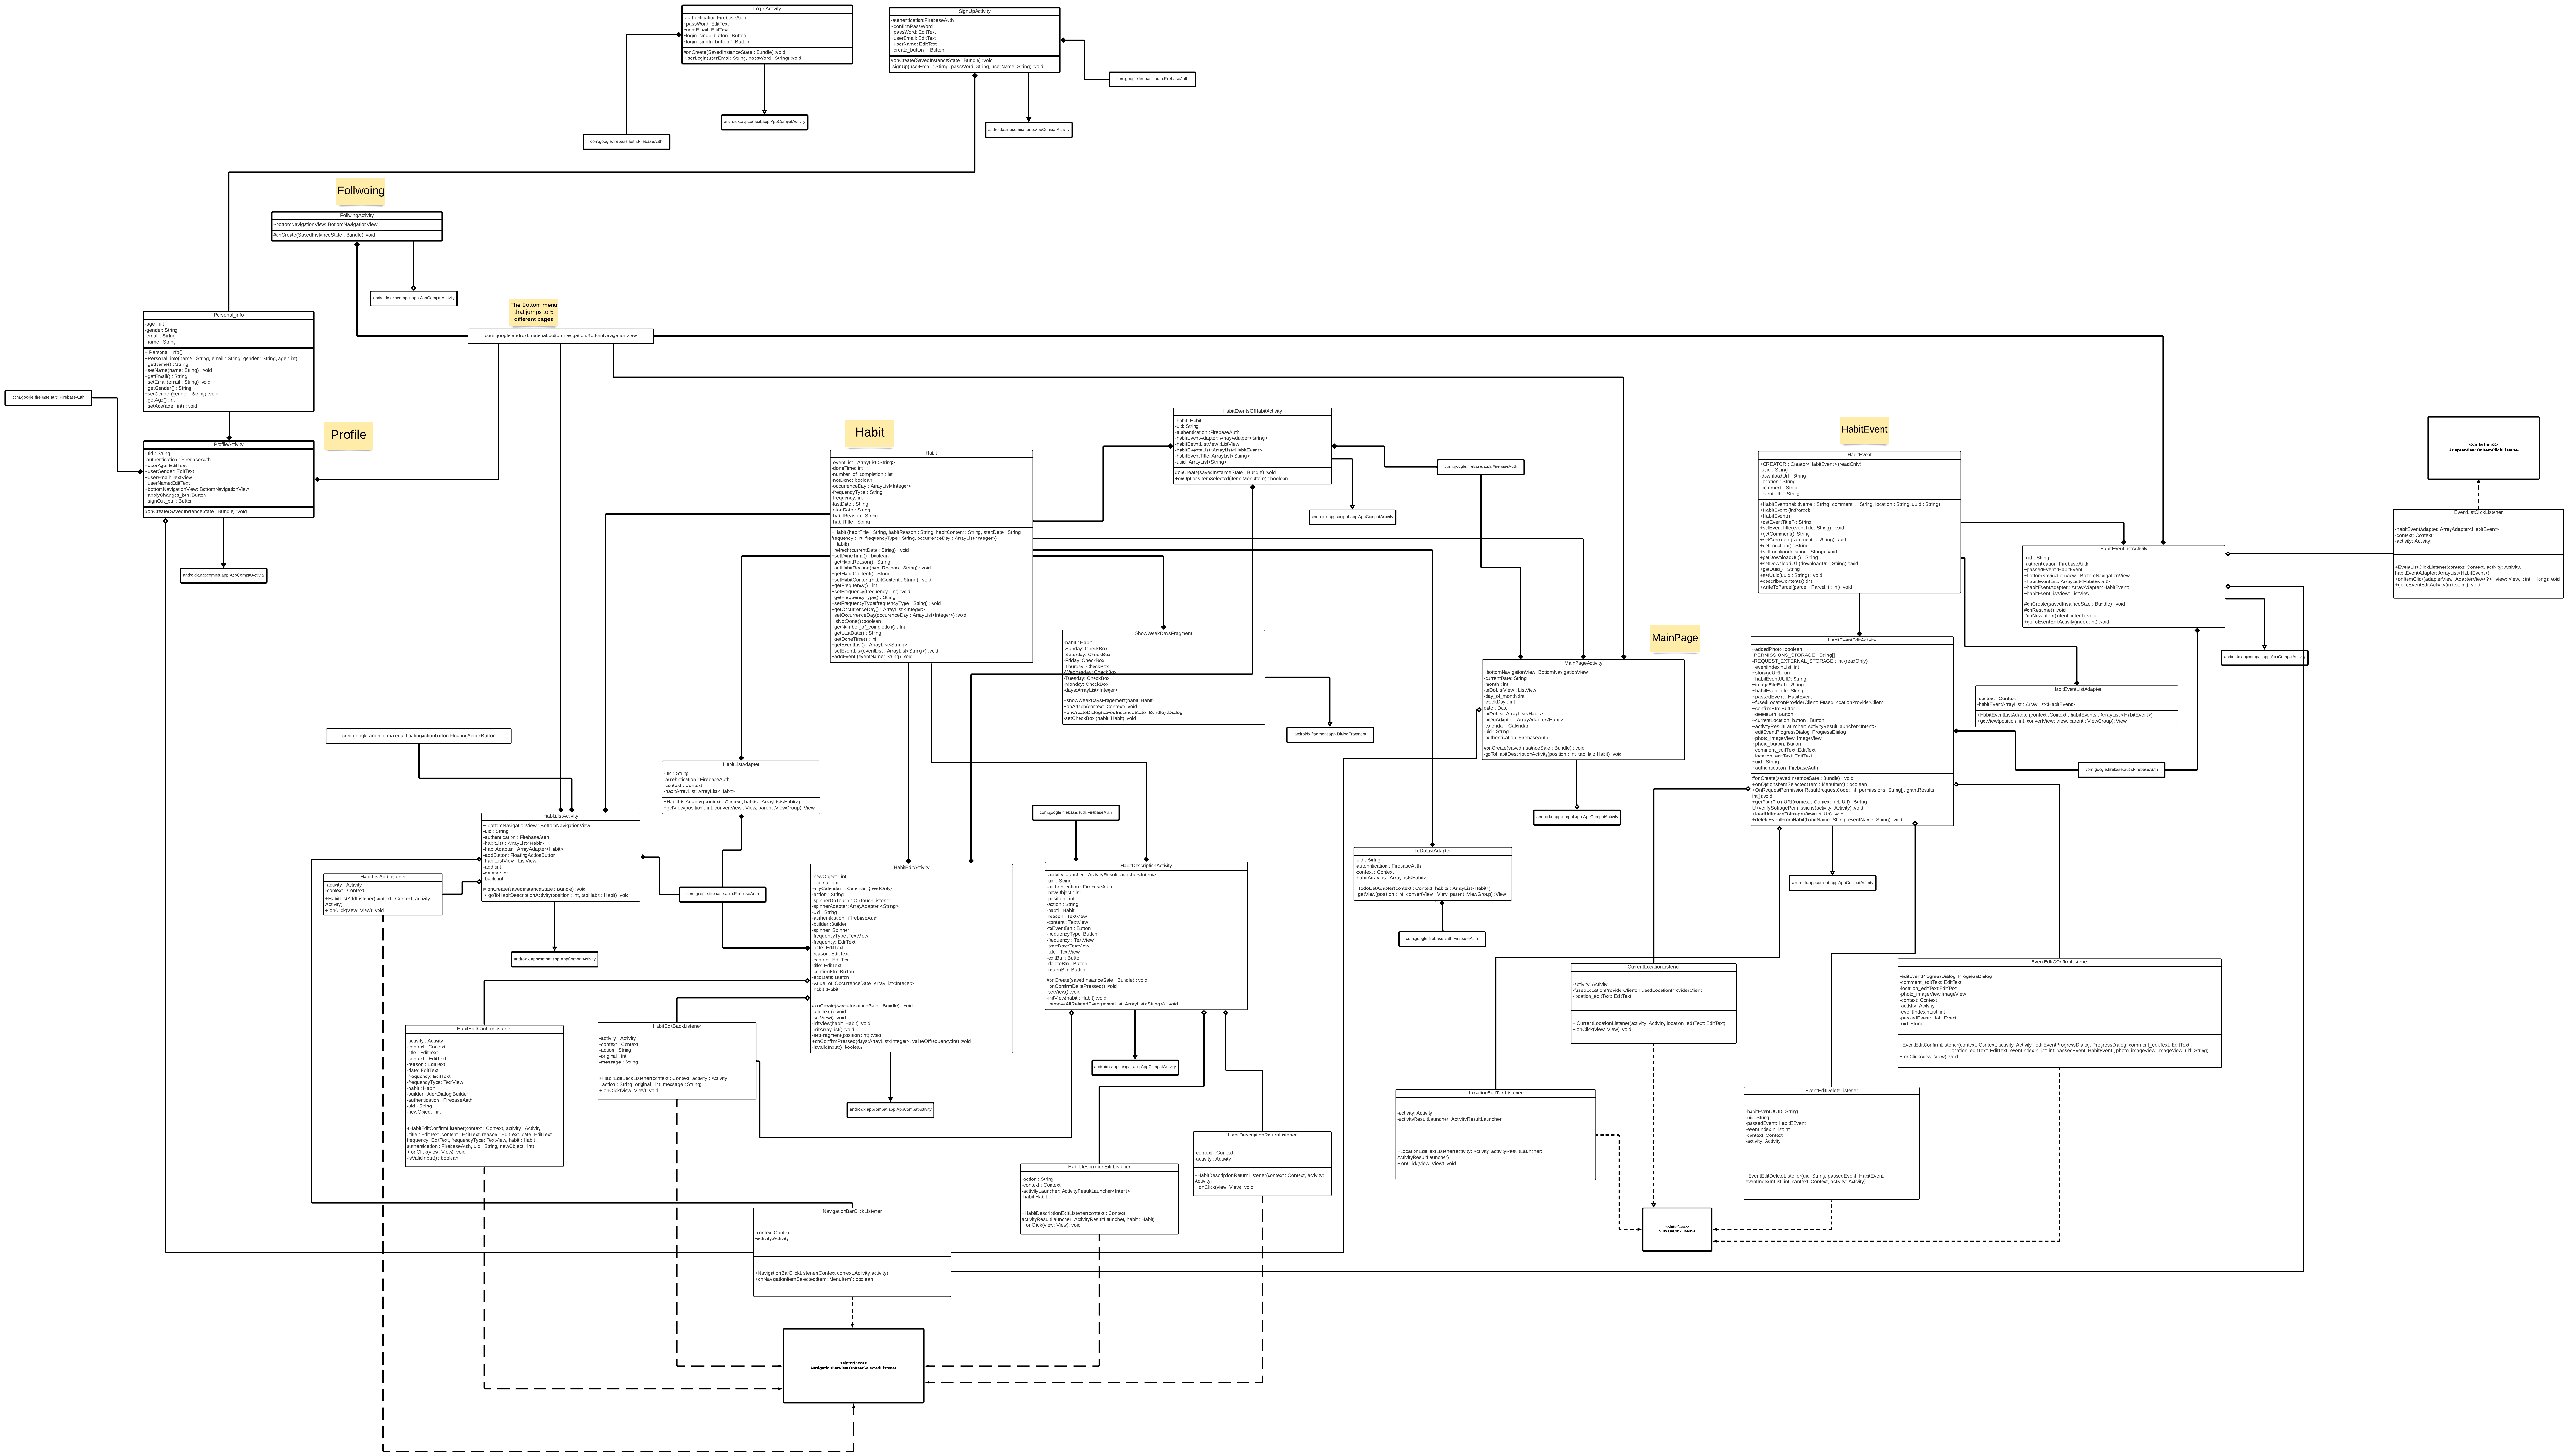 LogInActivity
-authentication:FirebaseAuth
~passWord: EditText
~userEmail: EditText
~login_sinup_button : Button
~login_singIn_button : Button
#onCreate(SavedInstanceState : Bundle) :void
-userLogin(userEmail: String, passWord : String) : void
SignUpActivity
-authentication:FirebaseAuth
~confirmPassWord
~passWord: EditText
~userEmail: EditText
~userName: EditText
~create_button : Button
#onCreate(SavedInstanceState : Bundle) :void
-signUp(userEmail : String, passWord: String, userName: String) : void
com.google.firebase.auth.FirebaseAuth
androidx.appcompat.app.AppCompatActivity
androidx.appcompat.app.AppCompatActivity
com.google.firebase.auth.FirebaseAuth
Follwoing
FollwingActivity
~bottomNavigationView: BottomNavigationView
#onCreate(SavedInstanceState : Bundle) :void
androidx.appcompat.app.AppCompatActivity
The Bottom menu
that jumps to 5
different pages
com.google.android.material.bottomnavigation.BottomNavigationView
Personal_info
-age : int
-gender: String
-email : String
-name : String
+ Personal_info()
+Personal_info(name : String, email : String, gender : String, age : int)
+getName() : String
+setName(name: String) : void
+getEmail() : String
+setEmail(email : String) :void
+getGender() : String
+setGender(gender : String) :void
+getAge() :int
+setAge(age : int) : void
com.google.firebase.auth.FirebaseAuth
Profile
ProfileActivity
-uid : String
-authentication : FirebaseAuth
~userAge: EditText
~userGender: EditText
~userEmail: TextView
~userName:EditText
~bottomNavigationView: BottomNavigationView
~applyChanges_btn :Button
~signOut_btn : Button
#onCreate(SavedInstanceState : Bundle) :void
androidx.appcompat.app.AppCompatActivity
Habit
Habit
-eventList : ArrayList<String>
-doneTime: int
-number_of_completion : int
-notDone: boolean
-occurrenceDay : ArrayList<Integer>
-frequencyType : String
-frequency: int
-lastDate : String
-startDate : String
-habitReason : String
-habitTitle : String
+Habit (habitTitle : String, habitReason : String, habitContent : String, startDate : String,
frequency : int, frequencyType : String, occurrenceDay : ArrayList<Integer>)
+Habit()
+refresh(currentDate : String) : void
+setDoneTime() : boolean
+getHabitReason() : String
+setHabitReason(habitReason : String) : void
+getHabitContent() : String
+setHabitContent(habitContent : String) : void
+getFrequency() : int
+setFrequency(frequency : int) :void
+getFrequencyType() : String
+setFrequencyType(frequencyType : String) : void
+getOccurrenceDay() : ArrayList <Integer>
+setOccurrenceDay(occurrenceDay : ArrayList<Integer>) :void
+isNotDone() :boolean
+getNumber_of_completion() : int
+getLastDate() : String
+getDoneTime() : int
+getEventList() : ArrayList<String>
+setEventList(eventList : ArrayList<String>) : void
+addEvent (eventName: String) :void
HabitEventsOfHabitActivity
-habit: Habit
-uid: String
-authentication :FirebaseAuth
-habitEventAdapter: ArrayAdapter<String>
-habitEventListView :ListView
-habitEventsList :ArrayList<HabitEvent>
-habitEventTitle: ArrayList<String>
-uuid :ArrayList<String>
#onCreate(savedInstanceState : Bundle) :void
+onOptionsItemSelected(item: MenuItem) : boolean
com.google.firebase.auth.FirebaseAuth
androidx.appcompat.app.AppCompatActivity
ShowWeekDaysFragment
-habit : Habit
-Sunday: CheckBox
-Saturday: CheckBox
-Friday: CheckBox
-Thurday: CheckBox
-Wednesday: CheckBox
-Tuesday: CheckBox
-Monday: CheckBox
-days:ArrayList<Integer>
+showWeekDaysFragement(habit :Habit)
+onAttach(context :Context) :void
+onCreateDialog(savedInstanceState :Bundle) : Dialog
-setCheckBox (habit: Habit) :void
androidx.fragment.app.DialogFragment
HabitEvent
HabitEvent
+CREATOR : Creator<HabitEvent> {readOnly}
-uuid : String
-downloadUrl : String
-location : String
-comment : String
-eventTitle : String
+HabitEvent(habitName : String, comment : String, location : String, uuid : String)
+HabitEvent (in:Parcel)
+HabitEvent()
+getEventTitle() : String
+setEventTitle(eventTitle: String) : void
+getComment() : String
+setComment(comment : String) : void
+getLocation() : String
+setLocation(location : String) : void
+getDownloadUrl() : String
+setDownloadUrl (downloadUrl : String) :void
+getUuid() : String
+setUuid(uuid : String) : void
+describeContents() : int
+writeToParcel(parcel : Parcel, i : int) : void
<<interface>>
AdapterView.OnItemClickListene.
EventListClickListener
-habitEventAdapter: ArrayAdapter<HabitEvent>
-context: Context;
-activity: Activity;
+EventListClickListener(context: Context, activity: Activity,
habitEventAdapter: ArrayList<HabitEvent>)
+onItemClick(adapterView: AdapterView<?> , view: View, i: int, l: long): void
~goToEventEditActivity(index: int): void
HabitEventListActivity
~uid : String
~authentication: FirebaseAuth
~passedEvent: HabitEvent
~bottomNavigationView : BottomNavigationView
~habitEventList: ArrayList<HabitEvent>
~habitEventAdapter : ArrayAdapter<HabitEvent>
~habitEventListView: ListView
#onCreate(savedInsanceSate : Bundle) : void
#onResume():void
#onNewIntent(intent :Intent) :void
~goToEventEditActivity(index :int) :void
androidx.appcompat.app.AppCompatActivity
MainPage
MainPageActivity
~bottomNavigationView: BottomNavigationView
-currentDate: String
-month : int
-toDoListView : ListView
-day_of_month :int
-weekDay : int
date : Date
-toDoList: ArrayList<Habit>
-toDoAdapter : ArrayAdapter<Habit>
-calendar : Calendar
-uid : String
-authentication: FirebaseAuth
#onCreate(savedInsanceSate : Bundle) : void
-goToHabitDescriptionActivity(position : int, tapHait: Habit) : void
androidx.appcompat.app.AppCompatActivity
HabitEventEditActivity
-addedPhoto: boolean
-PERMISSIONS_STORAGE : String[]
-REQUEST_EXTERNAL_STORAGE : int {readOnly}
~eventIndexInList: int
~storageURL : url
~habitEventUUID: String
~imageFilePath : String
~habitEventTitle: String
~passedEvent : HabitEvent
-fusedLocationProviderClient: FusedLocationProviderClient
~confirmBtn: Button
~deleteBtn: Button
~currentLocation_button : Button
~activityResultLauncher: ActivityResultLauncher<Intent>
~editEventProgressDialog: ProgressDialog
~photo_imageView: ImageView
~photo_button: Button
~comment_editText :EditText
~location_editText: EditText
~uid : String
~authentication: FirebaseAuth
#onCreate(savedInsanceSate : Bundle) : void
+onOptionsItemSelected(item : MenuItem) : boolean
+OnRequestPermissionResult(requestCode: int, permissions: String[], grantResults:
int[]):void
+getPathFromURI(context : Context ,uri: Uri) : String
U+verifySotragePermissions(activity: Activity) :void
+loadUrlImageToImageView(uri: Uri) : void
+deleteEventFromHabit(habitName: String, eventName: String) : void
HabitEventListAdapter
-context : Context
-habitEventArrayList : ArrayList<HabitEvent>
+HabitEventListAdapter(context : Context , habitEvents : ArrayList <HabitEvent>)
+getView(position :int, convertView: View, parent : ViewGroup): View
com.google.firebase.auth.FirebaseAuth
androidx.appcompat.app.AppCompatActivity
com.google.android.material.floatingactionbutton.FloatingActionButton
HabitListAdapter
-uid : String
-autehntication : FirebaseAuth
-context : Context
-habitArrayList: ArrayList<Habit>
+HabitListAdapter(context : Context, habits : ArrayList<Habit>)
+getView(position : int, convertView : View, parent :ViewGroup) :View
HabitListActivity
~ bottomNavigationView : BottomNavigationView
-uid : String
-authentication : FirebaseAuth
-habitList : ArrayList<Habit>
-habitAdaptor : ArrayAdaptor<Habit>
-addButton: FloatingActionButton
-habitListView : ListView
-add :int
-delete : int
-back: int
# onCreate(savedInsanceSate : Bundle) : void
- goToHabitDescriptionActivity(position : int, tapHabit : Habit) : void
HabitListAddListener
-activity : Activity
-context : Context
+HabitListAddListener(context : Context, activity :
Activity)
+ onClick(view: View): void
com.google.firebase.auth.FirebaseAuth
androidx.appcompat.app.AppCompatActivity
HabitEditActivity
-newObject : int
-original : int
-myCalender : Calendar {readOnly}
-action : String
-spinnerOnTouch : OnTouchListener
-spinnerAdapter :ArrayAdapter <String>
-uid : String
-authentication : FirebaseAuth
-builder :Builder
-spinner :Spinner
-frequencyType :TextView
-frequency: EditText
-date: EditText
-reason: EditText
-content: EditText
-title: EditText
-confirmBtn: Button
-addDate: Button
-value_of_OccurrenceDate :ArrayList<Integer>
-habit: Habit
#onCreate(savedInsanceSate : Bundle) : void
-addText() :void
-setView() :void
-initView(habit :Habit) :void
-initArrayList() :void
-setFragment(position :int) :void
+onConfirmPressed(days:ArrayList<Integer>, valueOffrequency:int) :void
-isValidInput() :boolean
androidx.appcompat.app.AppCompatActivity
com.google.firebase.auth.FirebaseAuth
HabitDescriptionActivity
-activityLauncher : ActivityResultLauncher<Intent>
-uid : String
-authentication: FirebaseAuth
-newObject : int
-position : int
-action : String
-habit : Habit
-reason : TextView
-content : TextView
-toEventBtn : Button
-frequencyType: Button
-frequency : TextView
-startDate:TextView
-title : TextView
-editBtn : Button
-deleteBtn : Button
-returnBtn: Button
#onCreate(savedInsanceSate : Bundle) : void
+onConfirmDeltePressed() : void
-setView() :void
-initView(habit : Habit) : void
+removeAllRelatedEvent(eventList :ArrayList<String>) : void
androidx.appcompat.app.AppCompatActivity
ToDoListAdapter
-uid : String
-autehntication : FirebaseAuth
-context : Context
-habitArrayList: ArrayList<Habit>
+TodoListAdapter(context : Context, habits : ArrayList<Habit>)
+getView(position : int, convertView : View, parent :ViewGroup) :View
com.google.firebase.auth.FirebaseAuth
CurrentLocationListener
-activity: Activity
-fusedLocationProviderClient: FusedLocationProviderClient
-location_editText: EditText
~ CurrentLocationListener(activity: Activity, location_editText: EditText)
+ onClick(view: View): void
EventEditCOnfirmListener
-editEventProgressDialog: ProgressDialog
-comment_editText: EditText
-location_editText:EditText
-photo_imageView:ImageView
-context: Context
-activity: Activity
-eventIndexInList: int
-passedEvent: HabitEvent
-uid: String
+EventEditConfirmListener(context: Context, activity: Activity, editEventProgressDialog: ProgressDialog, comment_editText: EditText ,
location_editText: EditText, eventIndexInList: int, passedEvent: HabitEvent , photo_imageView: ImageView, uid: String)
+ onClick(view: View): void
HabitEditConfirmListener
-activity : Activity
-context : Context
-title : EditText
-content : EditText
-reason : EditText
-date: EditText
-frequency: EditText
-frequencyType: TextView
-habit : Habit
-builder : AlertDialog.Builder
-authentication : FirebaseAuth
-uid : String
-newObject : int
+HabitEditConfirmListener(context : Context, activity : Activity
, title : EditText ,content : EditText, reason : EditText, date: EditText ,
frequency: EditText, frequencyType: TextView, habit : Habit ,
authentication : FirebaseAuth, uid : String, newObject : int)
+ onClick(view: View): void
-isValidInput() : boolean
HabitEditBackListener
-activity : Activity
-context : Context
-action : String
-original : int
-message : String
+HabitEditBackListener(context : Context, activity : Activity
, action : String, original : int, message : String)
+ onClick(view: View): void
HabitDescriptionEditListener
-action : String
-context : Context
-activityLauncher: ActivityResultLauncher<Intent>
-habit:Habit
+HabitDescriptionEditListener(context : Context,
activityResultLauncher: ActivityResultLauncher, habit : Habit)
+ onClick(view: View): void
HabitDescriptionReturnListener
-context : Context
-activity : Activity
+HabitDescriptionReturnListener(context : Context, activity:
Activity)
+ onClick(view: View): void
LocationEditTextListener
-activity: Activity
-activityResultLauncher: ActivityResultLauncher
+LocationEditTextListener(activity: Activity, activityResultLauncher:
ActivityResultLauncher)
+ onClick(view: View): void
EventEditDeleteListener
-habitEventUUID: String
-uid: String
-passedEvent: HabitEvent
-eventIndexInList:int
-context: Context
-activity: Activity
+EventEditDeleteListener(uid: String, passedEvent: HabitEvent,
eventIndexInList: int, context: Context, activity: Activity)
<<interface>>
View.OnClickListener
NavigationBarClickListener
-context:Context
-activity:Activity
+NavigationBarClickListener(Context context,Activity activity)
+onNavigationItemSelected(item: MenuItem): boolean
<<interface>>
NavigationBarView.OnItemSelectedListener